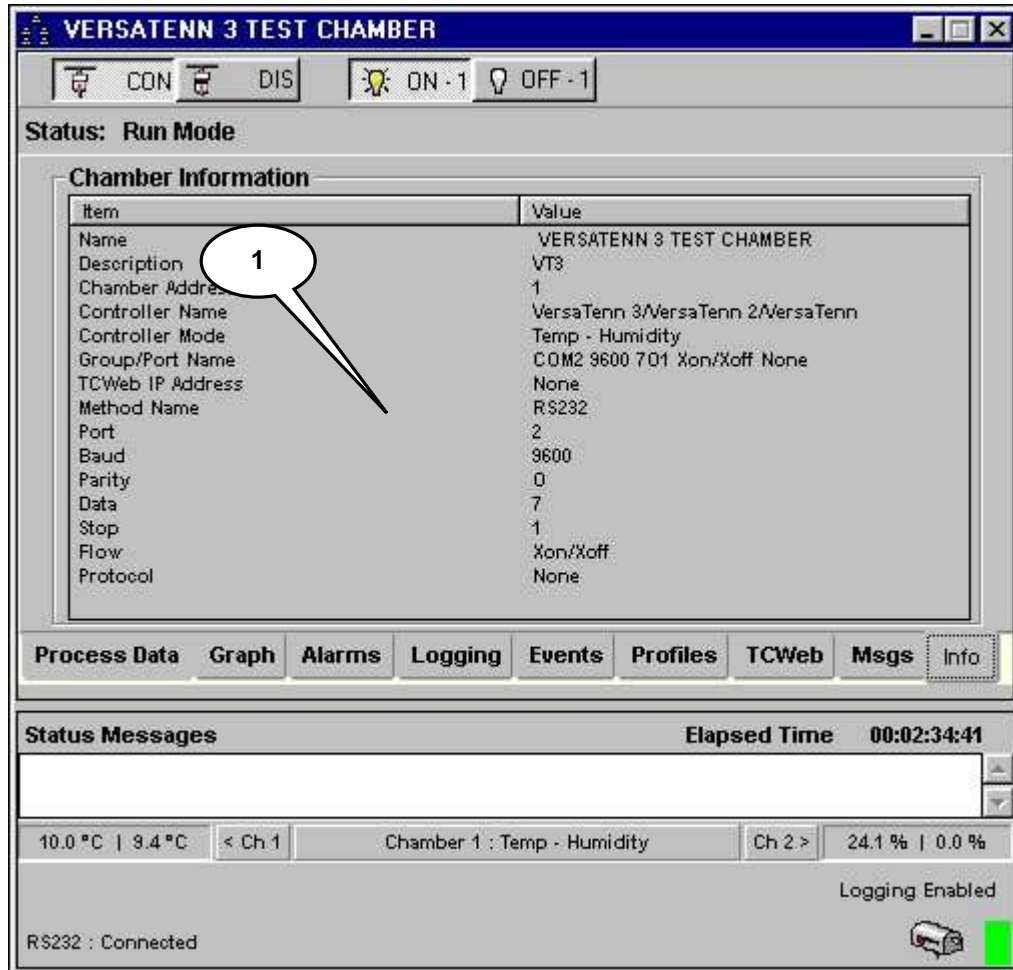 VERSATENN 3 TEST CHAMBER
CON DIS ON - 1 OFF - 1
Status: Run Mode
Chamber Information
Item Value
Name VERSATENN 3 TEST CHAMBER
Description VT3
1
Chamber Addre 1
Controller Name VersaTenn 3/VersaTenn 2/VersaTenn
Controller Mode Temp - Humidity
Group/Port Name COM2 9600 7O1 Xon/Xoff None
TCWeb IP Address None
Method Name RS232
Port 2
Baud 9600
Parity O
Data 7
Stop 1
Flow Xon/Xoff
Protocol None
Process Data Graph Alarms Logging Events Profiles TCWeb Msgs Info
Status Messages Elapsed Time 00:02:34:41
10.0 °C | 9.4 °C < Ch 1 Chamber 1 : Temp - Humidity Ch 2 > 24.1 % | 0.0 %
Logging Enabled
RS232 : Connected